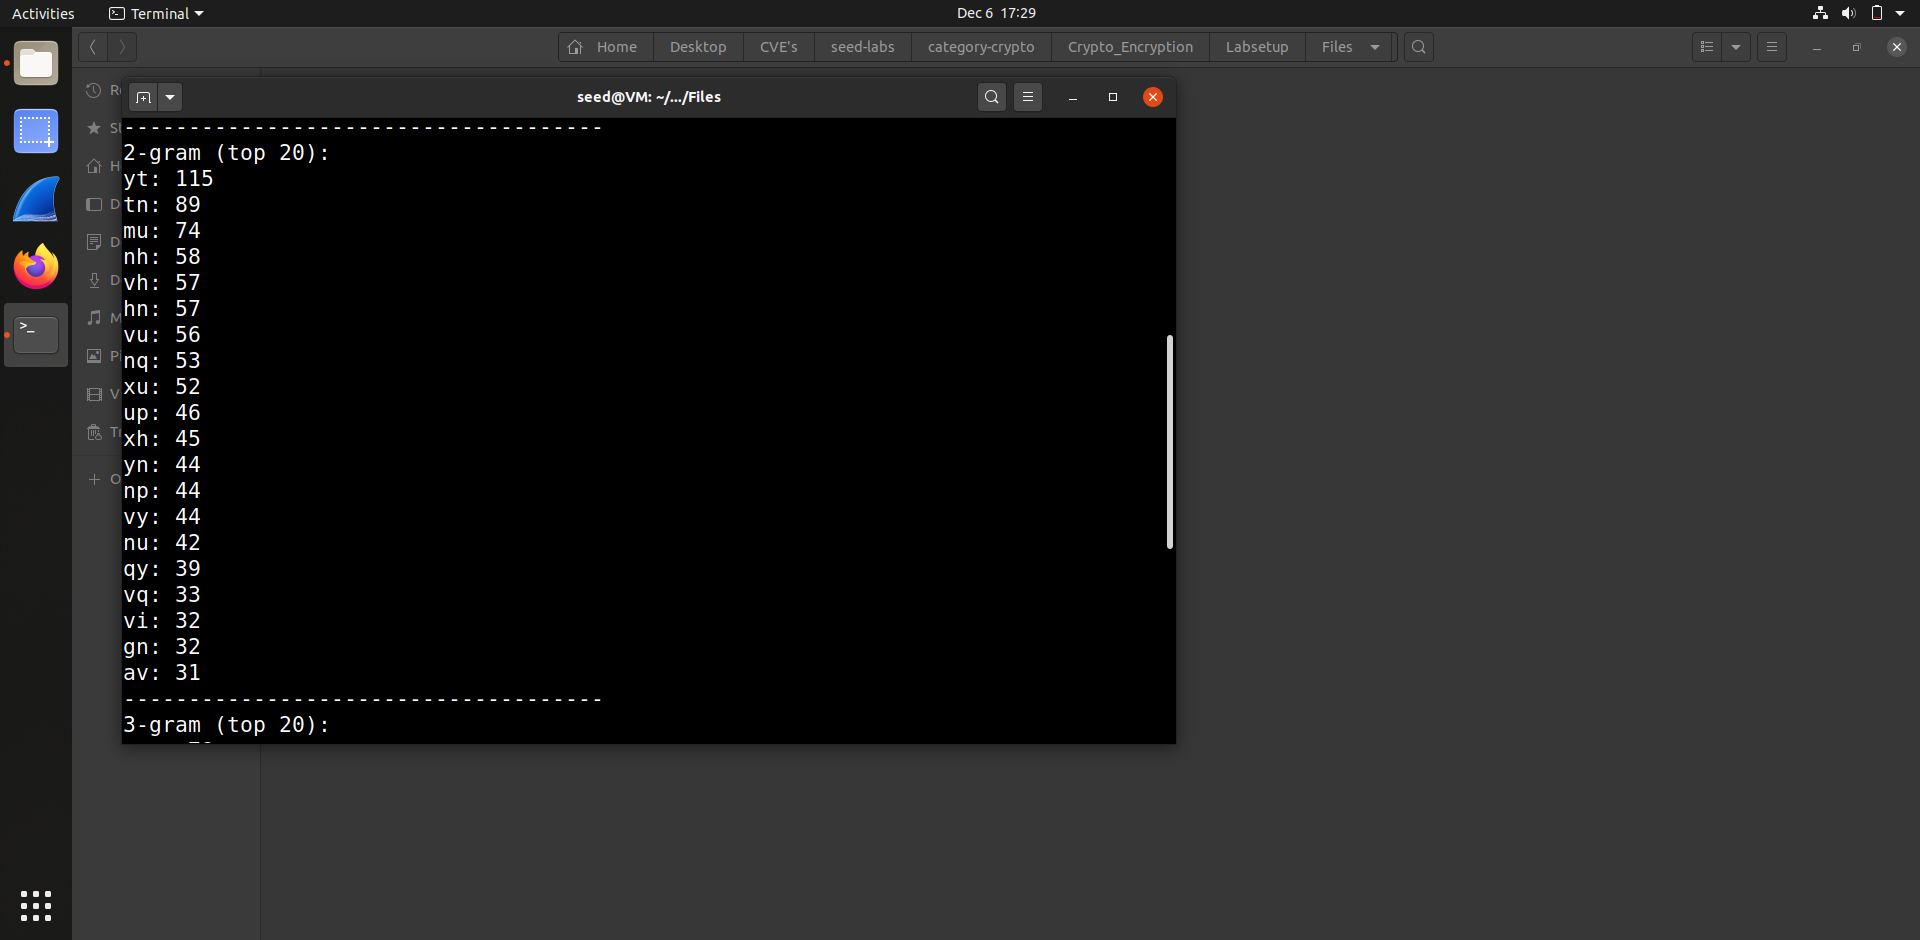 Activities Terminal Dec 6 17:29
Home Desktop CVE's seed-labs category-crypto Crypto_Encryption Labsetup Files
seed@VM: ~/.../Files
-------------------------------------
2-gram (top 20):
yt: 115
tn: 89
mu: 74
nh: 58
vh: 57
hn: 57
vu: 56
nq: 53
xu: 52
up: 46
xh: 45
yn: 44
np: 44
vy: 44
nu: 42
qy: 39
vq: 33
vi: 32
gn: 32
av: 31
-------------------------------------
3-gram (top 20):